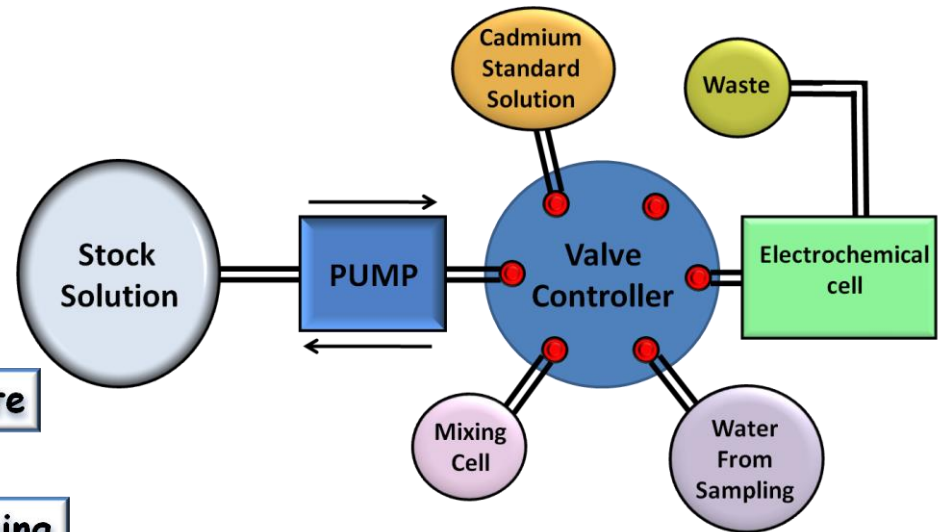 Cadmium
Standard
Solution
Waste
Stock
Solution
PUMP
Valve
Controller
Electrochemical
cell
Mixing
Cell
Water
From
Sampling